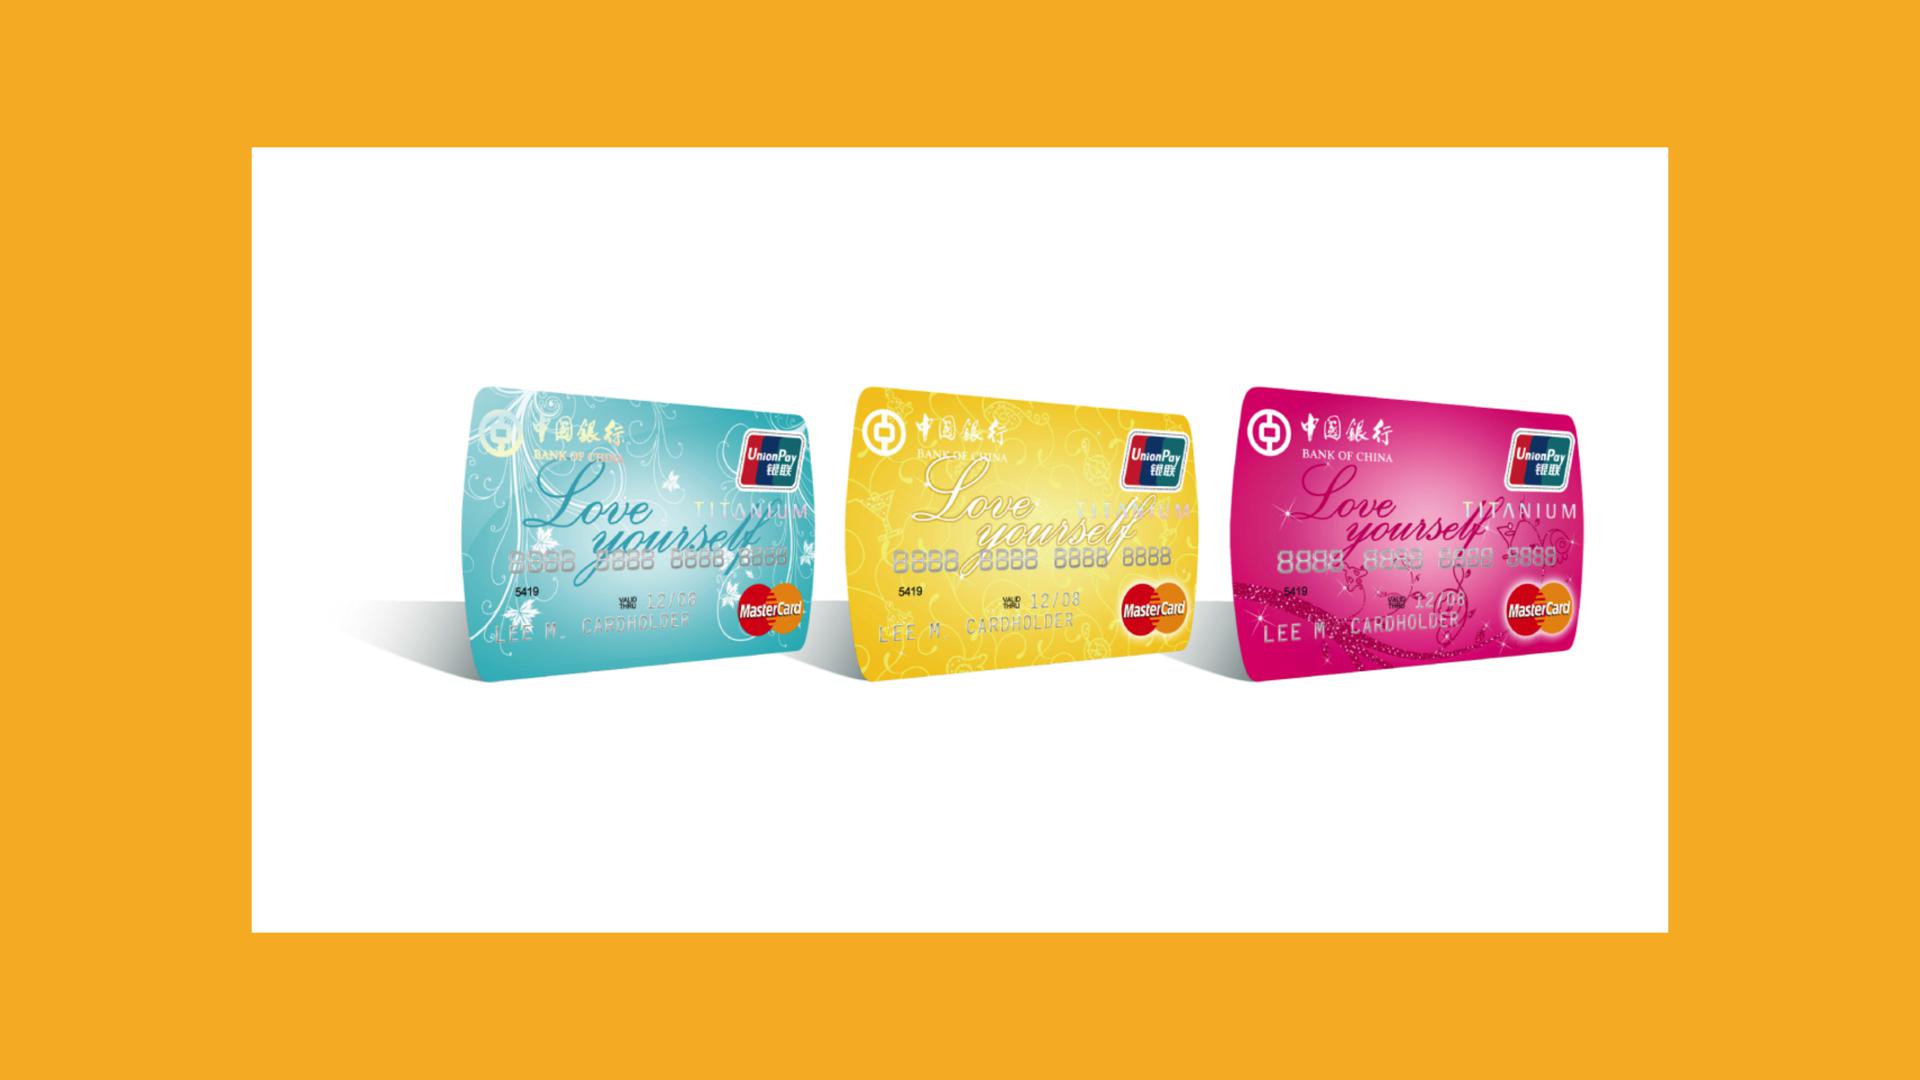 中国银行
BANK OF CHINA
UnionPay
银联
Love
yourself
TITANIUM
8888 8888 8888 8888
5419
VALID THRU 12/08
LEE M. CARDHOLDER
MasterCard
中国银行
BANK OF CHINA
UnionPay
银联
Love
yourself
TITANIUM
8888 8888 8888 8888
5419
VALID THRU 12/08
LEE M. CARDHOLDER
MasterCard
中国银行
BANK OF CHINA
UnionPay
银联
Love
yourself
TITANIUM
8888 8888 8888 8888
5419
VALID THRU 12/08
LEE M. CARDHOLDER
MasterCard